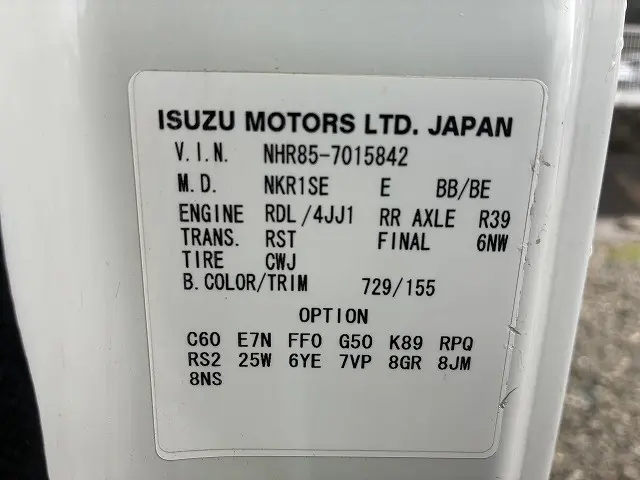 ISUZU MOTORS LTD. JAPAN
V.I.N. NHR85-7015842
M.D. NKR1SE E BB/BE
ENGINE RDL/4JJ1 RR AXLE R39
TRANS. RST FINAL 6NW
TIRE CWJ
B.COLOR/TRIM 729/155
OPTION
C60 E7N FF0 G50 K89 RPQ
RS2 25W 6YE 7VP 8GR 8JM
8NS